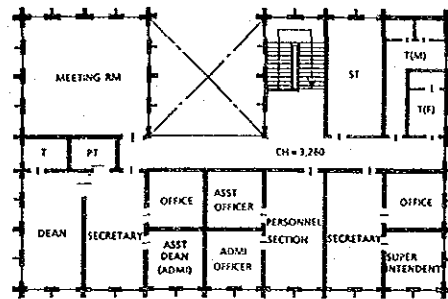 MEETING RM
ST
T(M)
T(F)
T
PT
CH = 3,260
DEAN
SECRETARY
OFFICE
ASST
OFFICER
ASST
DEAN
(ADMI)
ADMI
OFFICER
PERSONNEL
SECTION
SECRETARY
OFFICE
SUPER
INTENDENT